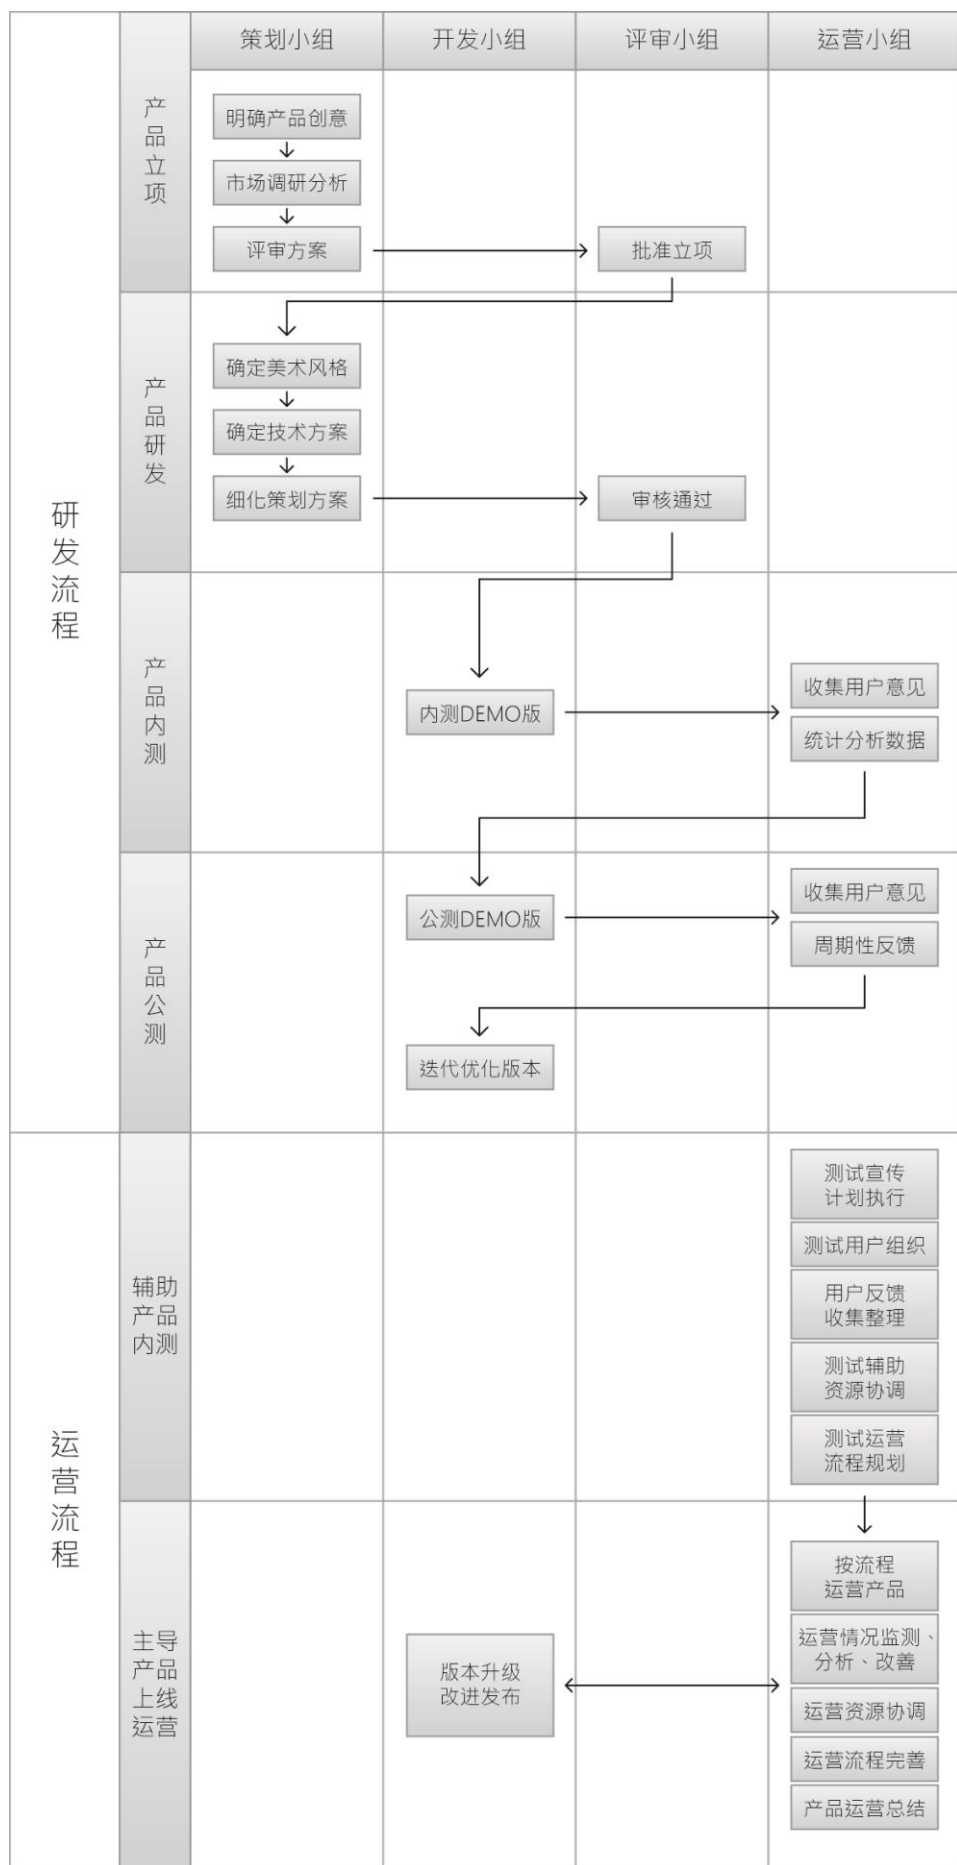 策划小组
开发小组
评审小组
运营小组
研发流程
产品立项
明确产品创意
市场调研分析
评审方案
批准立项
产品研发
确定美术风格
确定技术方案
细化策划方案
审核通过
产品内测
内测DEMO版
收集用户意见
统计分析数据
产品公测
公测DEMO版
收集用户意见
周期性反馈
迭代优化版本
运营流程
辅助
产品
内测
测试宣传
计划执行
测试用户组织
用户反馈
收集整理
测试辅助
资源协调
测试运营
流程规划
主导
产品
上线
运营
版本升级
改进发布
按流程
运营产品
运营情况监测、
分析、改善
运营资源协调
运营流程完善
产品运营总结